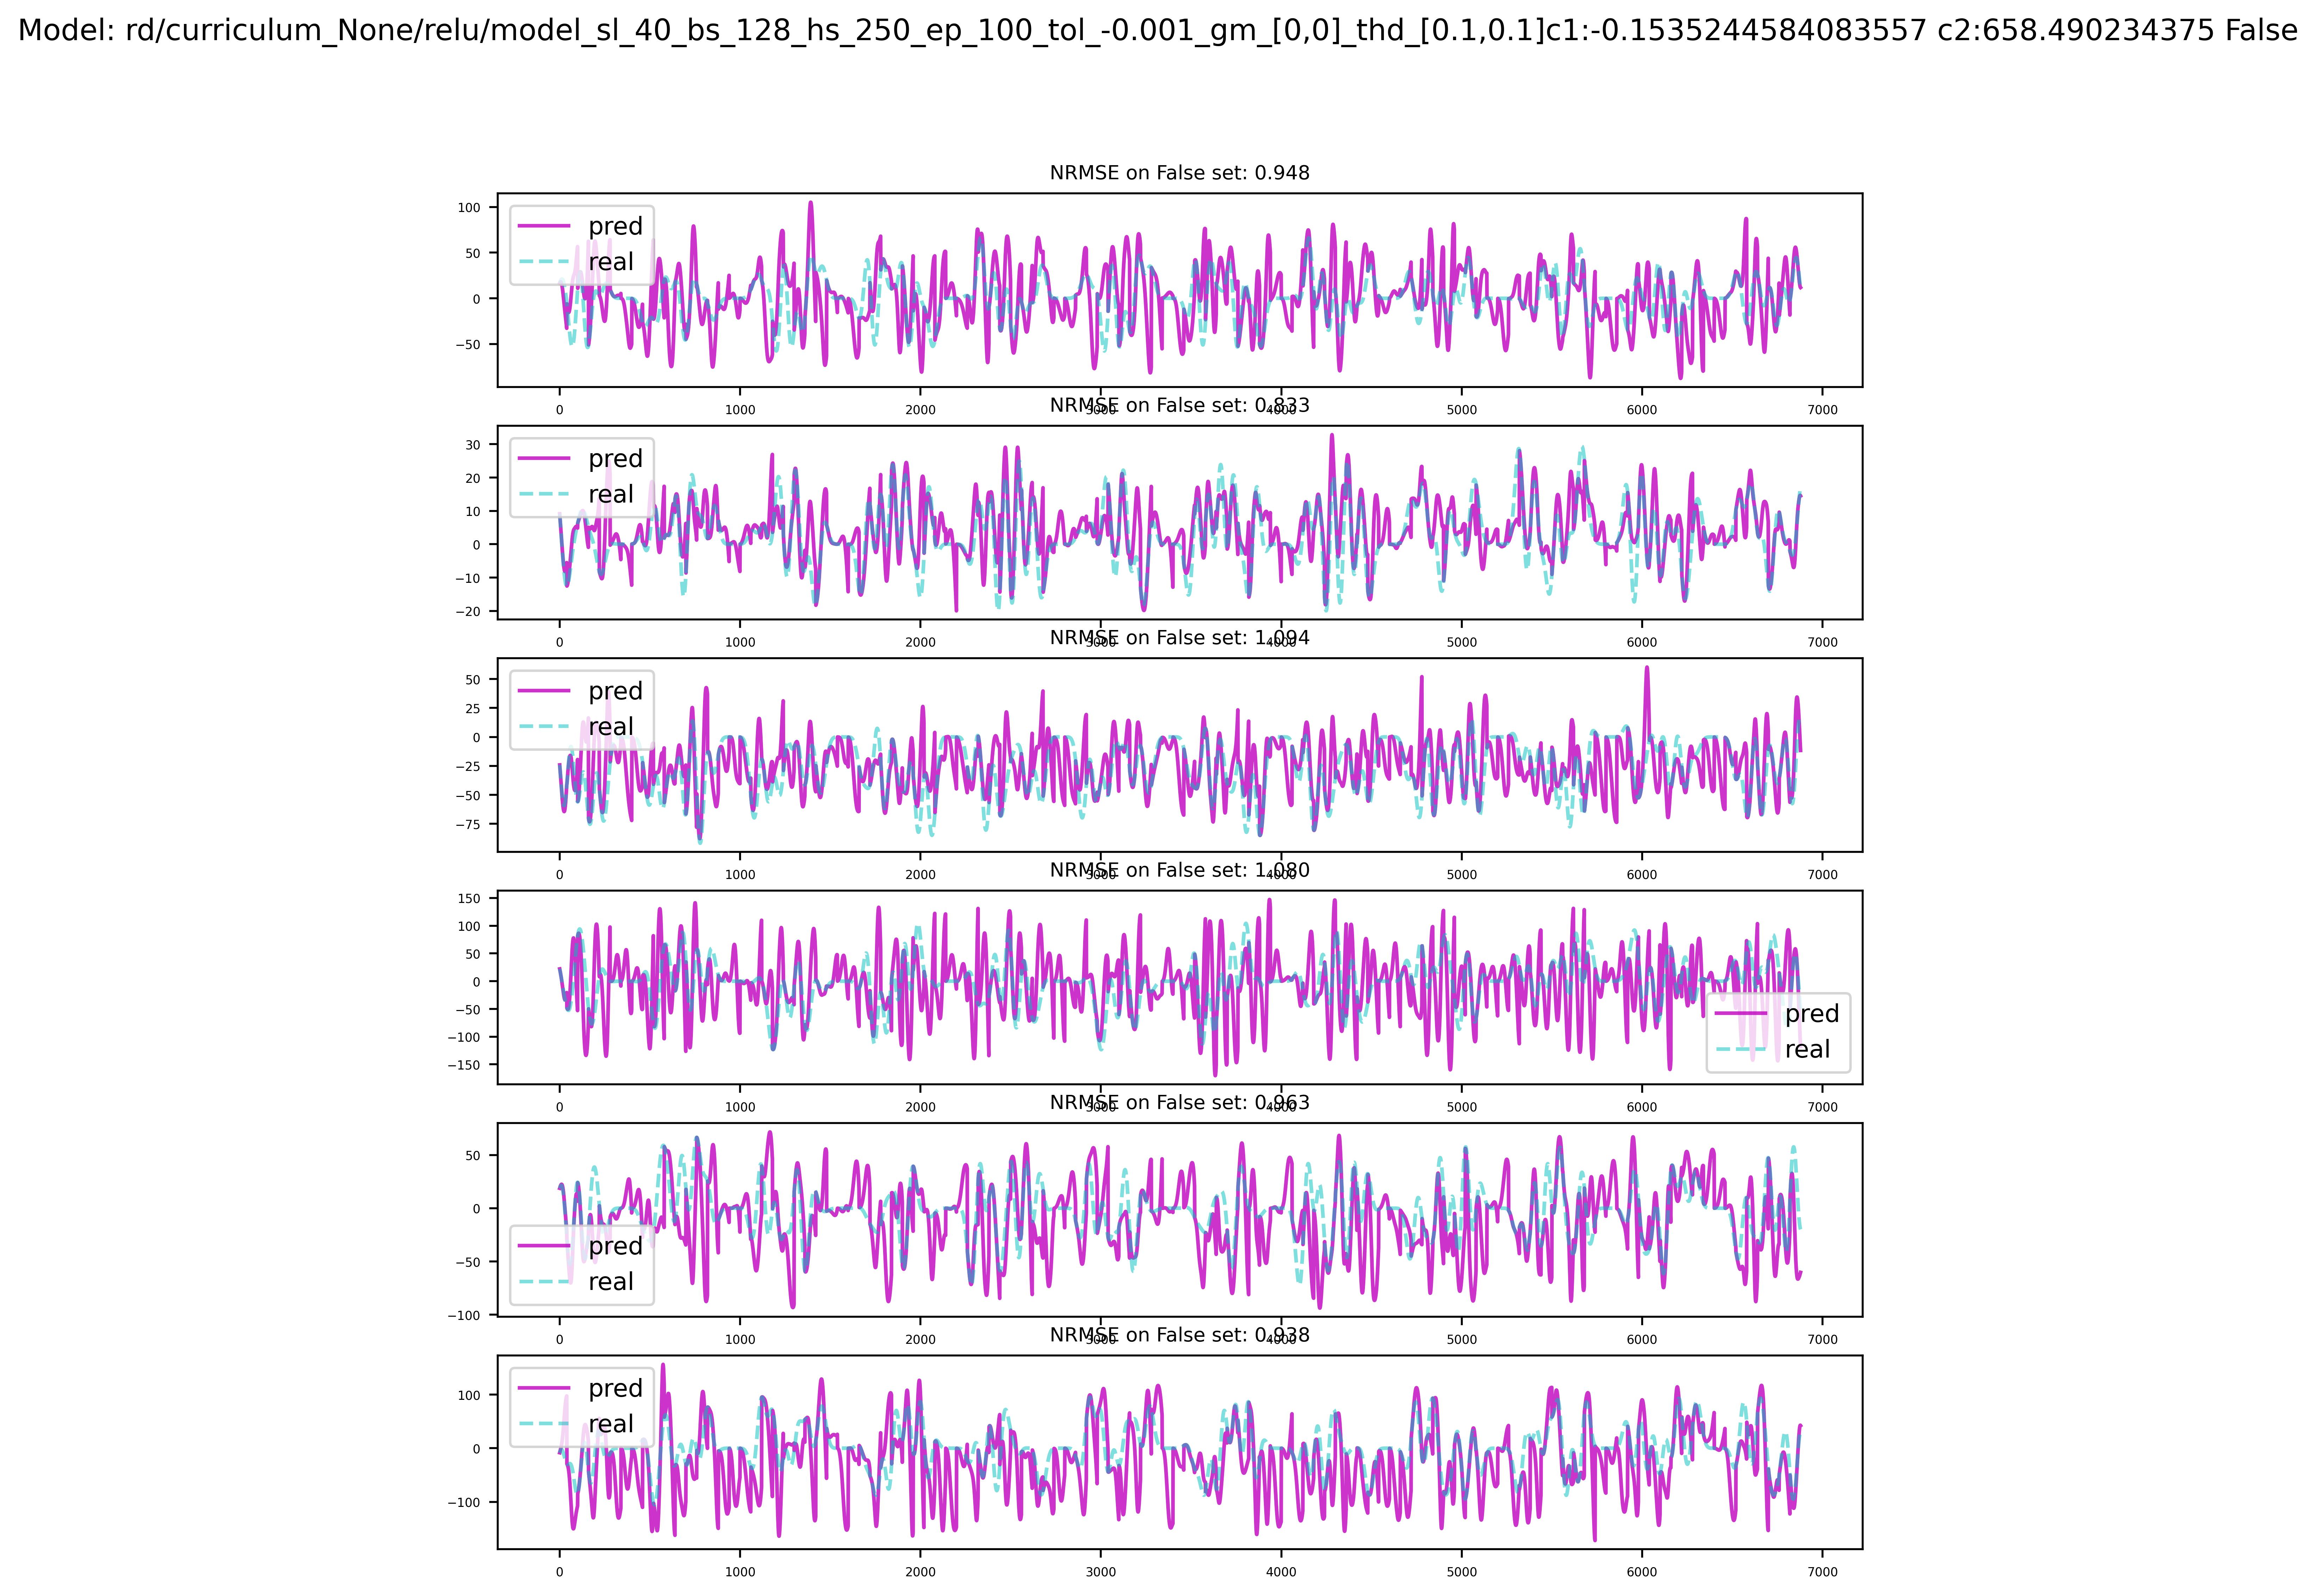 Model: rd/curriculum_None/relu/model_sl_40_bs_128_hs_250_ep_100_tol_-0.001_gm_[0,0]_thd_[0.1,0.1]c1:-0.1535244584083557 c2:658.490234375 False
NRMSE on False set: 0.948
100
50
0
−50
pred
real
0 1000 2000 3000 4000 5000 6000 7000
NRMSE on False set: 0.833
30
20
10
0
−10
−20
pred
real
0 1000 2000 3000 4000 5000 6000 7000
NRMSE on False set: 1.094
50
25
0
−25
−50
−75
pred
real
0 1000 2000 3000 4000 5000 6000 7000
NRMSE on False set: 1.080
150
100
50
0
−50
−100
−150
pred
real
0 1000 2000 3000 4000 5000 6000 7000
NRMSE on False set: 0.963
50
0
−50
−100
pred
real
0 1000 2000 3000 4000 5000 6000 7000
NRMSE on False set: 0.938
100
0
−100
pred
real
0 1000 2000 3000 4000 5000 6000 7000